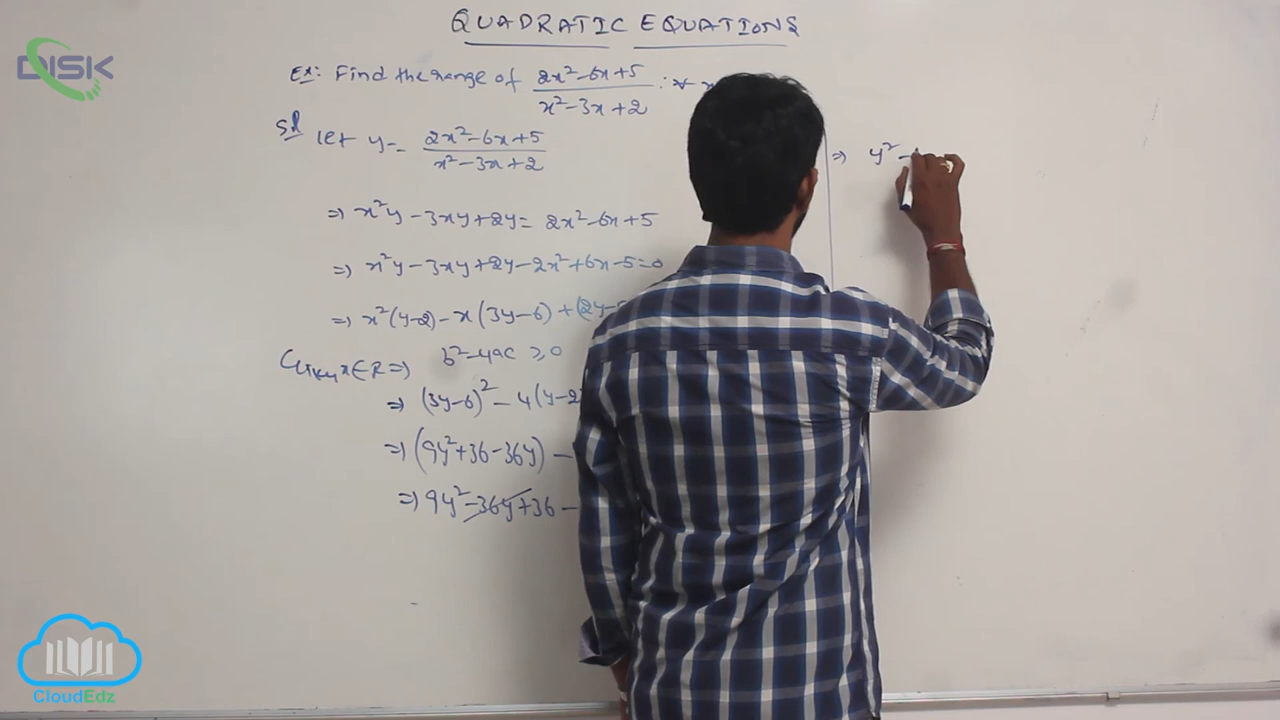 QUADRATIC EQUATIONS
DISK
Ex: Find the range of (2x²-6x+5)/(x²-3x+2) : ∀
Sol let y = (2x²-6x+5)/(x²-3x+2)
⇒ x²y - 3xy + 2y = 2x² - 6x + 5
⇒ x²y - 3xy + 2y - 2x² + 6x - 5 = 0
⇒ x²(y-2) - x(3y-6) + (2y-
x∈R ⇒ b²-4ac ≥ 0
⇒ (3y-6)² - 4(y-2
⇒ (9y²+36-36y) -
⇒ 9y²-36y+36 -
⇒ y² -
CloudEdz